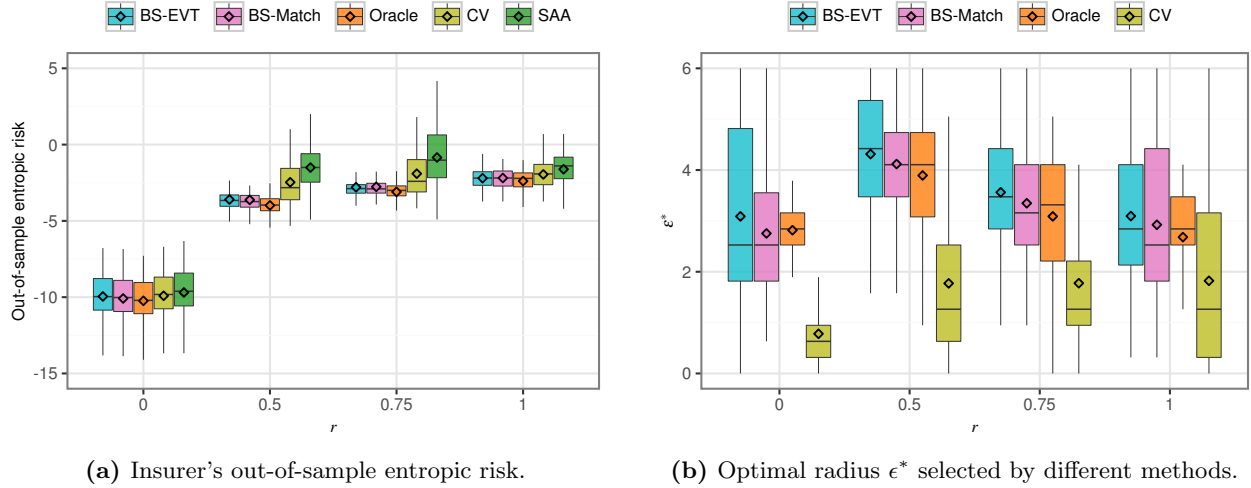 BS-EVT BS-Match Oracle CV SAA
Out-of-sample entropic risk
5
0
-5
-10
-15
0 0.5 0.75 1
r
(a) Insurer's out-of-sample entropic risk.
BS-EVT BS-Match Oracle CV
ε*
6
4
2
0
0 0.5 0.75 1
r
(b) Optimal radius ϵ* selected by different methods.